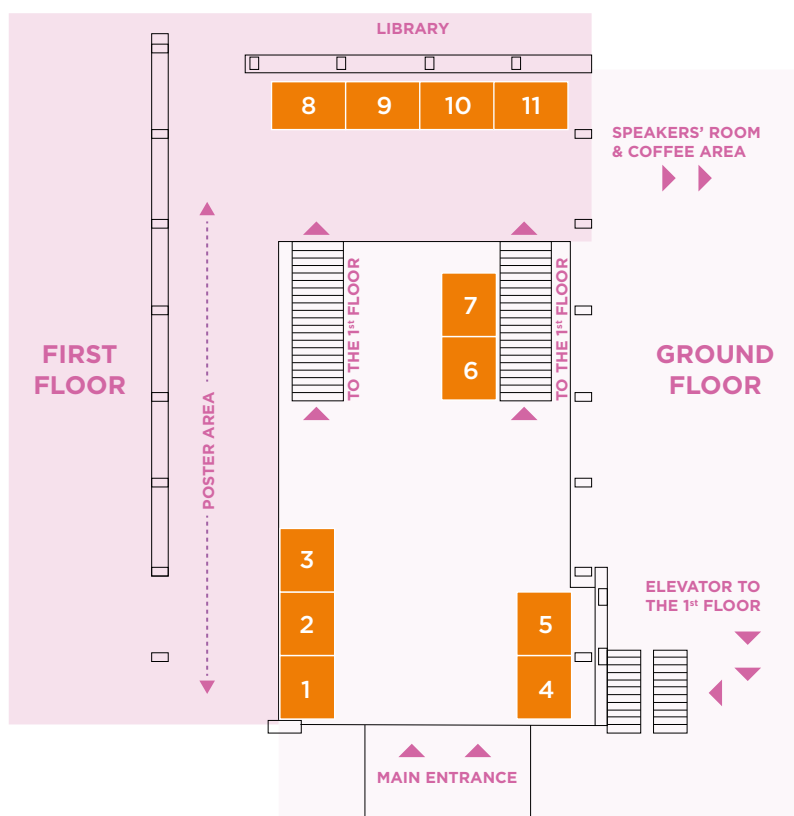 LIBRARY
8
9
10
11
SPEAKERS' ROOM
& COFFEE AREA
TO THE 1st FLOOR
7
TO THE 1st FLOOR
6
FIRST
FLOOR
GROUND
FLOOR
POSTER AREA
3
2
1
5
4
ELEVATOR TO
THE 1st FLOOR
MAIN ENTRANCE